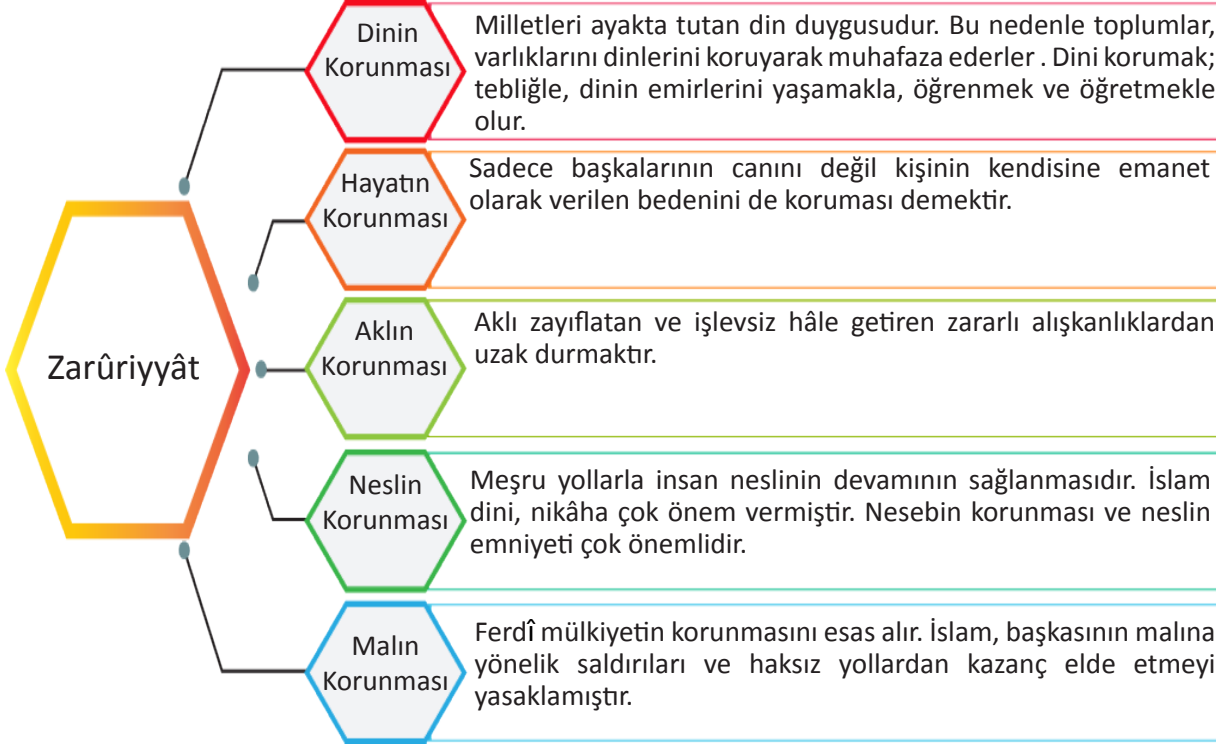 Zarûriyyât
Dinin
Korunması
Milletleri ayakta tutan din duygusudur. Bu nedenle toplumlar,
varlıklarını dinlerini koruyarak muhafaza ederler . Dini korumak;
tebliğle, dinin emirlerini yaşamakla, öğrenmek ve öğretmekle
olur.
Hayatın
Korunması
Sadece başkalarının canını değil kişinin kendisine emanet
olarak verilen bedenini de koruması demektir.
Aklın
Korunması
Aklı zayıflatan ve işlevsiz hâle getiren zararlı alışkanlıklardan
uzak durmaktır.
Neslin
Korunması
Meşru yollarla insan neslinin devamının sağlanmasıdır. İslam
dini, nikâha çok önem vermiştir. Nesebin korunması ve neslin
emniyeti çok önemlidir.
Malın
Korunması
Ferdî mülkiyetin korunmasını esas alır. İslam, başkasının malına
yönelik saldırıları ve haksız yollardan kazanç elde etmeyi
yasaklamıştır.